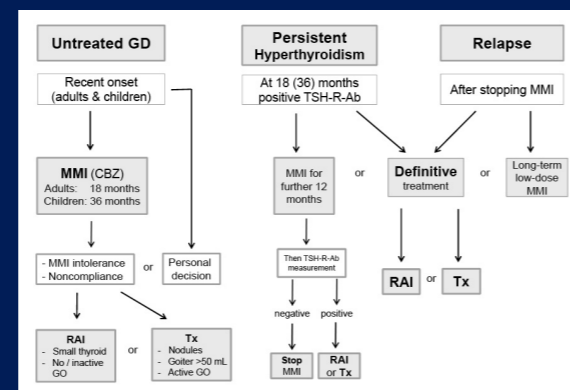 Untreated GD
Recent onset
(adults & children)
MMI (CBZ)
Adults: 18 months
Children: 36 months
- MMI intolerance
- Noncompliance
or
Personal
decision
RAI
- Small thyroid
- No / inactive
GO
or
Tx
- Nodules
- Goiter >50 mL
- Active GO
Persistent
Hyperthyroidism
At 18 (36) months
positive TSH-R-Ab
MMI for
further 12
months
or
Definitive
treatment
or
Long-term
low-dose
MMI
Then TSH-R-Ab
measurement
negative
positive
Stop
MMI
RAI
or Tx
RAI
or
Tx
Relapse
After stopping MMI